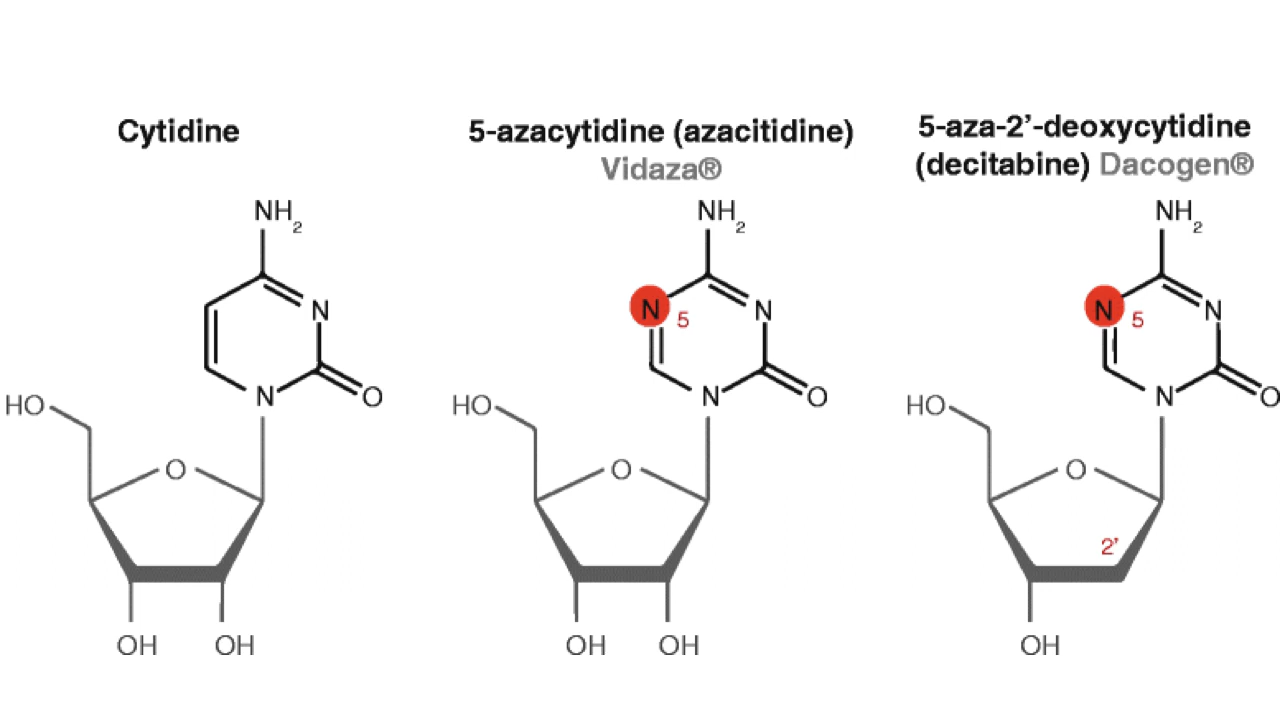 Cytidine
5-azacytidine (azacitidine)
Vidaza®
5-aza-2’-deoxycytidine
(decitabine) Dacogen®
NH2
N
N
O
HO
O
OH
OH
NH2
N
5
N
N
O
HO
O
OH
OH
NH2
N
5
N
N
O
HO
O
2’
OH